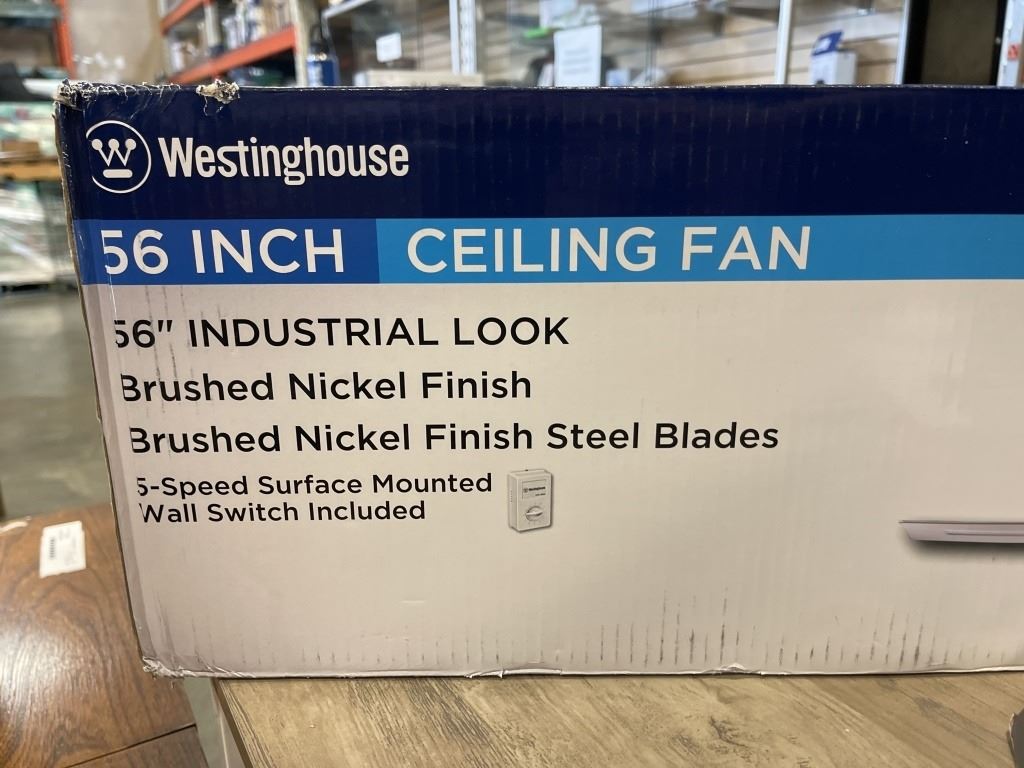 Westinghouse
56 INCH CEILING FAN
56" INDUSTRIAL LOOK
Brushed Nickel Finish
Brushed Nickel Finish Steel Blades
5-Speed Surface Mounted
Wall Switch Included
Westinghouse